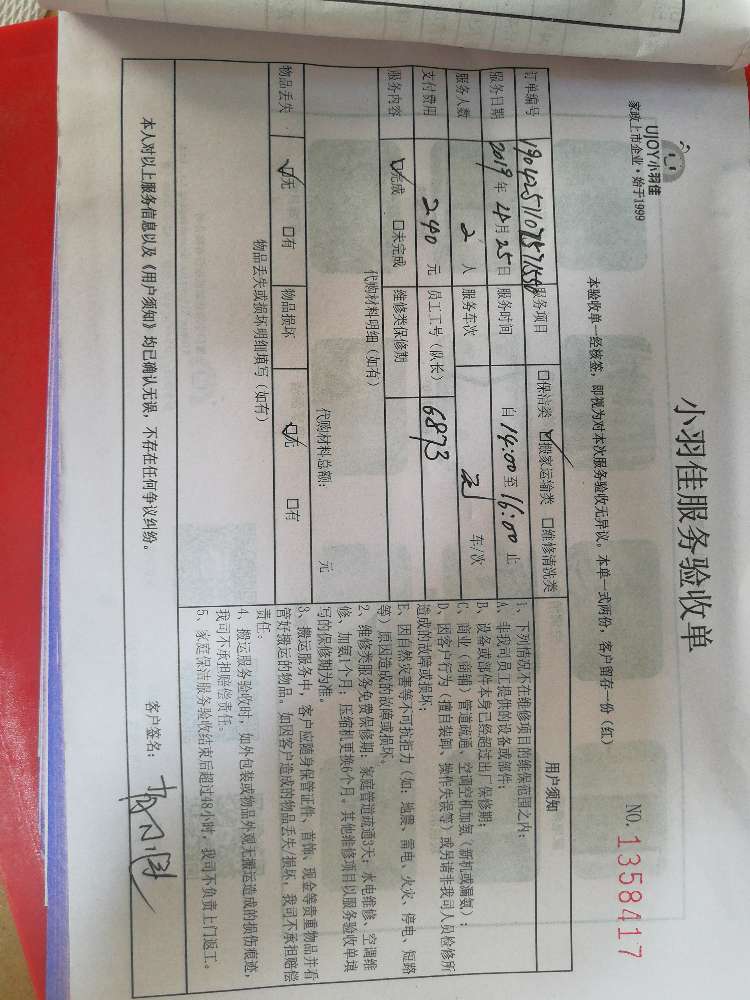 UJOY小羽佳
家政上市企业·始于1999
小羽佳服务验收单
NO. 1358417
本验收单一经核签,即视为对本次服务验收无异议。本单一式两份,客户留存一份(红)
订单编号
服务项目 □保洁类 ☑搬家运输类 □维修清洗类
服务日期 2019 年 4 月 25 日 服务时间 自 14:00 至 16:00 止
服务人数 2 人 服务车次 车/次
支付费用 240 元 员工工号(队长) 6873
服务内容 ☑完成 □未完成 维修类保修期
代购材料明细(如有)
代购材料总额: 元
物品丢失 ☑无 □有 物品损坏 ☑无 □有
物品丢失或损坏明细填写(如有)
用户须知
1、下列情况不在维修项目的维保范围之内:
A、非我司员工提供的设备或部件;
B、设备或部件本身已经超过出厂保修期;
C、商业(商铺)管道疏通、空调空机加氨(新机或漏氨);
D、因客户行为(擅自装卸、操作失误等)或另请非我司人员检修所
造成的故障或损坏;
E、因自然灾害等不可抗拒力(如:地震、雷电、火灾、停电、短路
等)原因造成的故障或损坏。
2、维修类服务免费保修期:家庭管道疏通3天;水电维修、空调维
修、加氨1个月;压缩机更换6个月。其他维修项目以服务验收单填
写的保修期为准。
3、搬运服务中,客户应随身保管证件、首饰、现金等贵重物品并看
管好搬运的物品。如因客户造成的物品丢失/损坏,我司不承担赔偿
责任;
4、搬运服务验收时,如外包装或物品外观无搬运造成的损伤痕迹,
我司不承担赔偿责任。
5、家庭保洁服务验收结束后超过48小时,我司不负责上门返工。
本人对以上服务信息以及《用户须知》均已确认无误,不存在任何争议纠纷。
客户签名: